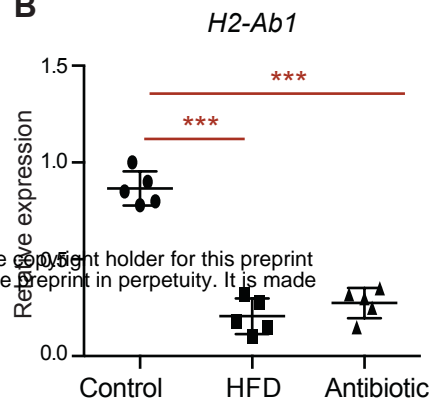 B
H2-Ab1
1.5
***
***
1.0
Relative expression
0.5
holder for this preprint
preprint in perpetuity. It is made
0.0
Control HFD Antibiotic